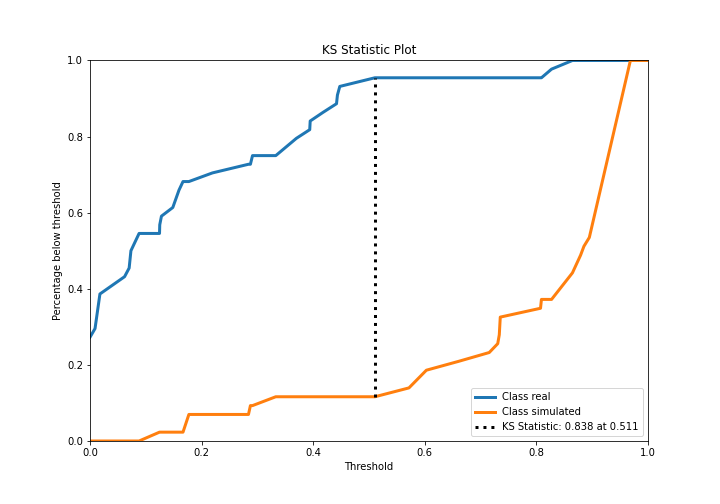 KS Statistic Plot
1.0
0.8
0.6
0.4
0.2
0.0
Percentage below threshold
0.0 0.2 0.4 0.6 0.8 1.0
Threshold
Class real
Class simulated
KS Statistic: 0.838 at 0.511